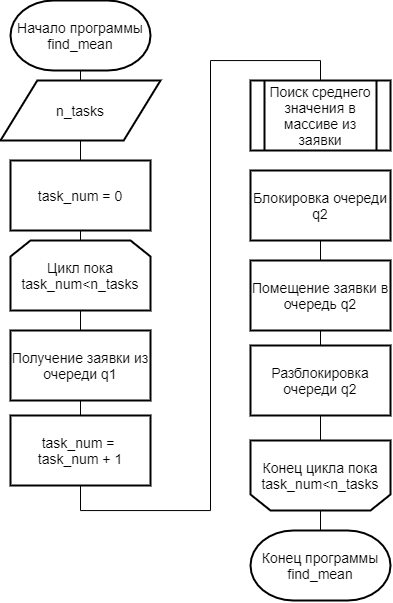 Начало программы
find_mean
n_tasks
task_num = 0
Цикл пока
task_num<n_tasks
Получение заявки из
очереди q1
task_num =
task_num + 1
Поиск среднего
значения в
массиве из
заявки
Блокировка очереди
q2
Помещение заявки в
очередь q2
Разблокировка
очереди q2
Конец цикла пока
task_num<n_tasks
Конец программы
find_mean